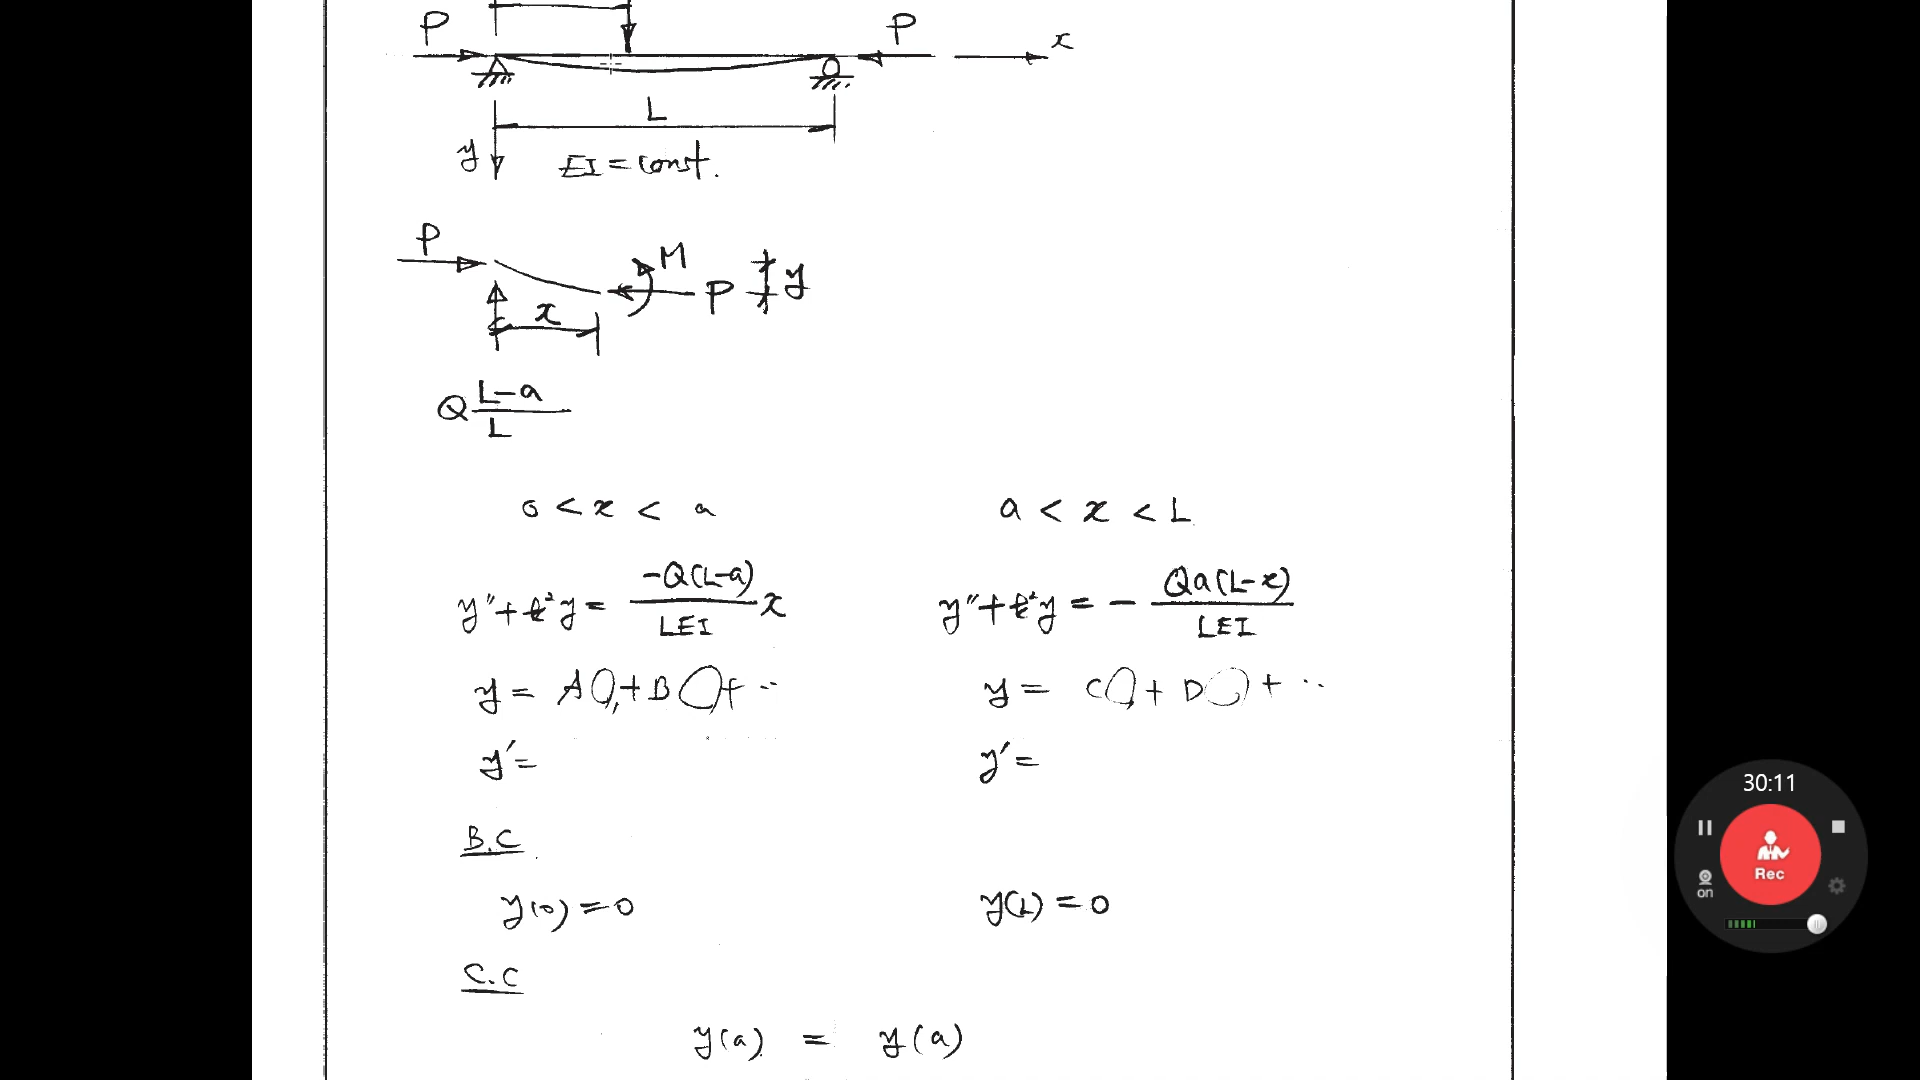 P P x
L
y EI = const.
P M P y
x
Q (L-a)/L
0 < x < a a < x < L
y" + k²y = -Q(L-a)/LEI x y" + k²y = - Qa(L-x)/LEI
y = A○ + B○ + ·· y = C○ + D○ + ··
y' = y' =
B.C
y(0) = 0 y(L) = 0
C.C
y(a) = y(a)
30:11
Rec
on